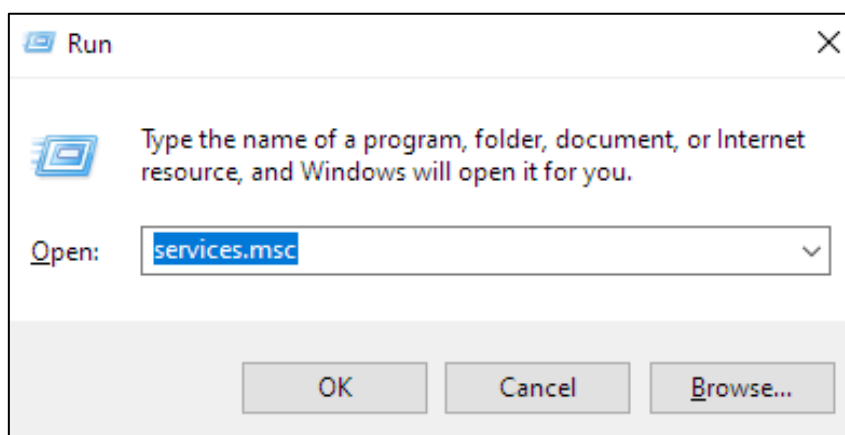 Run
Type the name of a program, folder, document, or Internet
resource, and Windows will open it for you.
Open: services.msc
OK Cancel Browse...